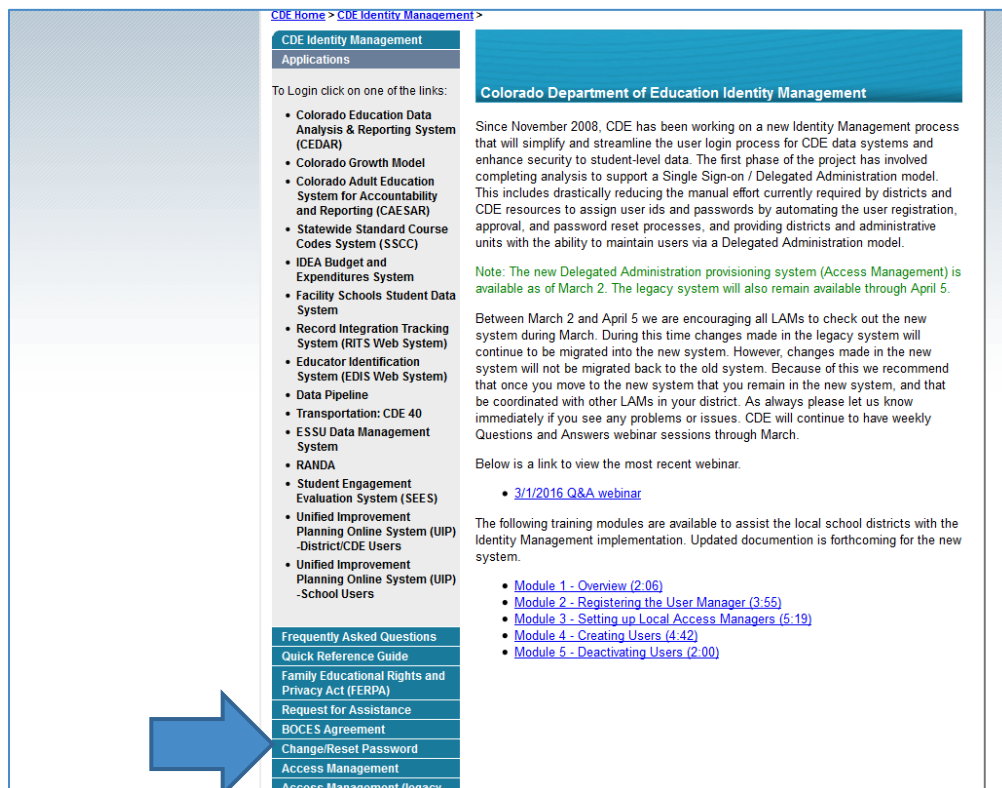 CDE Home > CDE Identity Management >
CDE Identity Management
Applications
To Login click on one of the links:
• Colorado Education Data
Analysis & Reporting System
(CEDAR)
• Colorado Growth Model
• Colorado Adult Education
System for Accountability
and Reporting (CAESAR)
• Statewide Standard Course
Codes System (SSCC)
• IDEA Budget and
Expenditures System
• Facility Schools Student Data
System
• Record Integration Tracking
System (RITS Web System)
• Educator Identification
System (EDIS Web System)
• Data Pipeline
• Transportation: CDE 40
• ESSU Data Management
System
• RANDA
• Student Engagement
Evaluation System (SEES)
• Unified Improvement
Planning Online System (UIP)
-District/CDE Users
• Unified Improvement
Planning Online System (UIP)
-School Users
Frequently Asked Questions
Quick Reference Guide
Family Educational Rights and
Privacy Act (FERPA)
Request for Assistance
BOCES Agreement
Change/Reset Password
Access Management
Access Management (legacy
Colorado Department of Education Identity Management
Since November 2008, CDE has been working on a new Identity Management process
that will simplify and streamline the user login process for CDE data systems and
enhance security to student-level data. The first phase of the project has involved
completing analysis to support a Single Sign-on / Delegated Administration model.
This includes drastically reducing the manual effort currently required by districts and
CDE resources to assign user ids and passwords by automating the user registration,
approval, and password reset processes, and providing districts and administrative
units with the ability to maintain users via a Delegated Administration model.
Note: The new Delegated Administration provisioning system (Access Management) is
available as of March 2. The legacy system will also remain available through April 5.
Between March 2 and April 5 we are encouraging all LAMs to check out the new
system during March. During this time changes made in the legacy system will
continue to be migrated into the new system. However, changes made in the new
system will not be migrated back to the old system. Because of this we recommend
that once you move to the new system that you remain in the new system, and that
be coordinated with other LAMs in your district. As always please let us know
immediately if you see any problems or issues. CDE will continue to have weekly
Questions and Answers webinar sessions through March.
Below is a link to view the most recent webinar.
• 3/1/2016 Q&A webinar
The following training modules are available to assist the local school districts with the
Identity Management implementation. Updated documention is forthcoming for the new
system.
• Module 1 - Overview (2:06)
• Module 2 - Registering the User Manager (3:55)
• Module 3 - Setting up Local Access Managers (5:19)
• Module 4 - Creating Users (4:42)
• Module 5 - Deactivating Users (2:00)